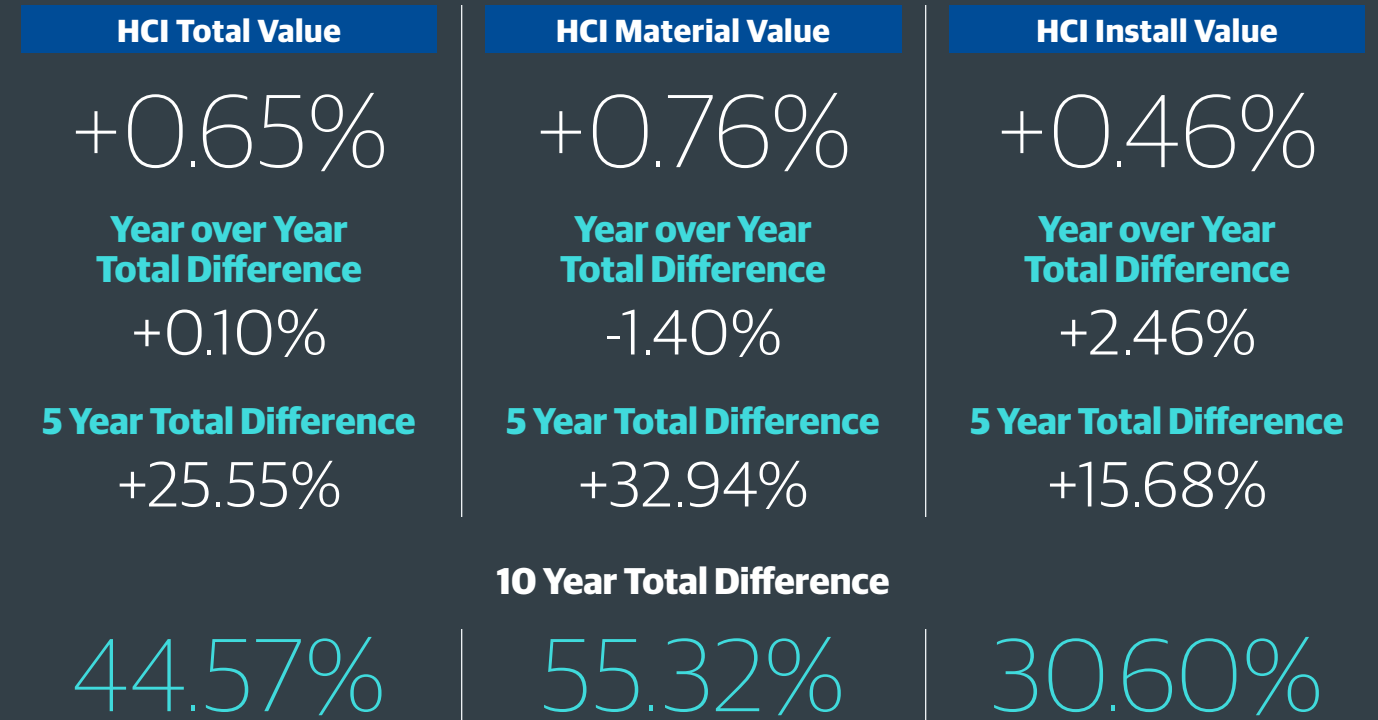 HCI Total Value
+0.65%
Year over Year
Total Difference
+0.10%
5 Year Total Difference
+25.55%
HCI Material Value
+0.76%
Year over Year
Total Difference
-1.40%
5 Year Total Difference
+32.94%
HCI Install Value
+0.46%
Year over Year
Total Difference
+2.46%
5 Year Total Difference
+15.68%
10 Year Total Difference
44.57%
55.32%
30.60%